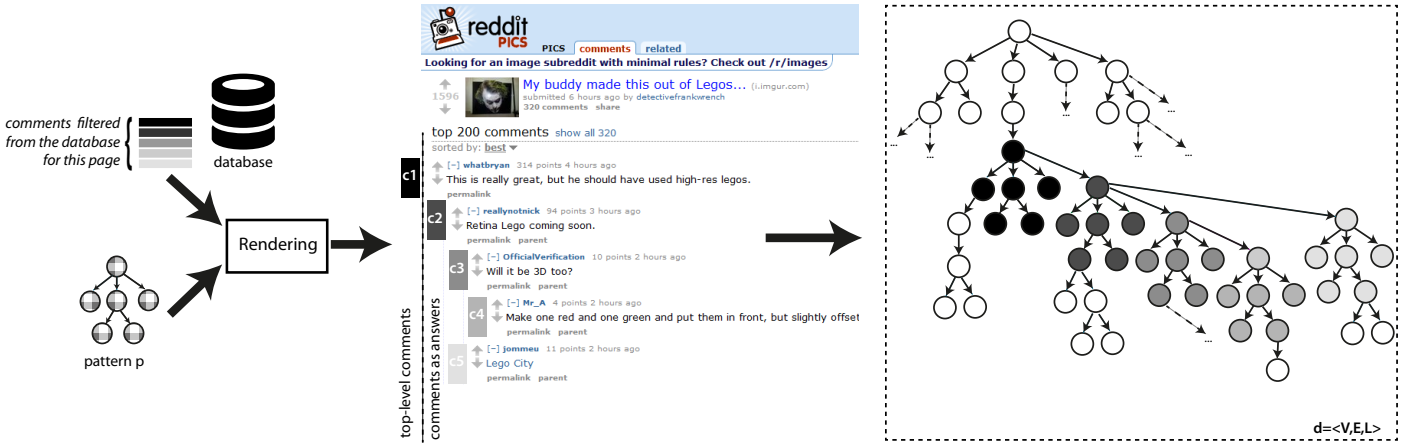 comments filtered
from the database
for this page
database
Rendering
pattern p
reddit
PICS
PICS comments related
Looking for an image subreddit with minimal rules? Check out /r/images
1596
My buddy made this out of Legos... (i.imgur.com)
submitted 6 hours ago by detectivefrankwrench
320 comments share
top 200 comments show all 320
sorted by: best
c1
[–] whatbryan 314 points 4 hours ago
This is really great, but he should have used high-res legos.
permalink
c2
[–] reallynotnick 94 points 3 hours ago
Retina Lego coming soon.
permalink parent
c3
[–] OfficialVerification 10 points 2 hours ago
Will it be 3D too?
permalink parent
c4
[–] Mr_A 4 points 2 hours ago
Make one red and one green and put them in front, but slightly offset
permalink parent
c5
[–] jommeu 11 points 2 hours ago
Lego City
permalink parent
top-level comments
comments as answers
...
...
...
...
...
...
...
d=<V,E,L>